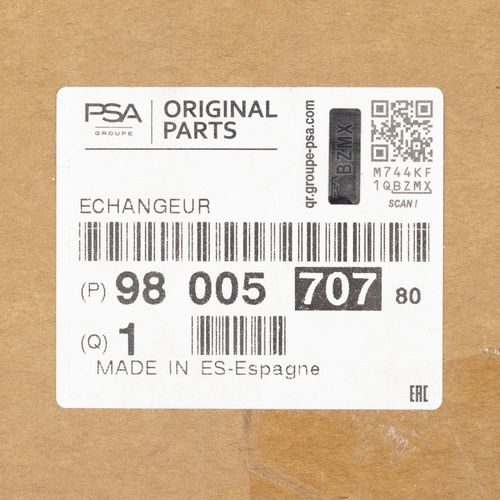 PSA
GROUPE
ORIGINAL
PARTS
qr.groupe-psa.com
PSA BZMX
M744KF
1QBZMX
SCAN!
ECHANGEUR
(P) 98 005 707 80
(Q) 1
MADE IN ES-Espagne
EAC